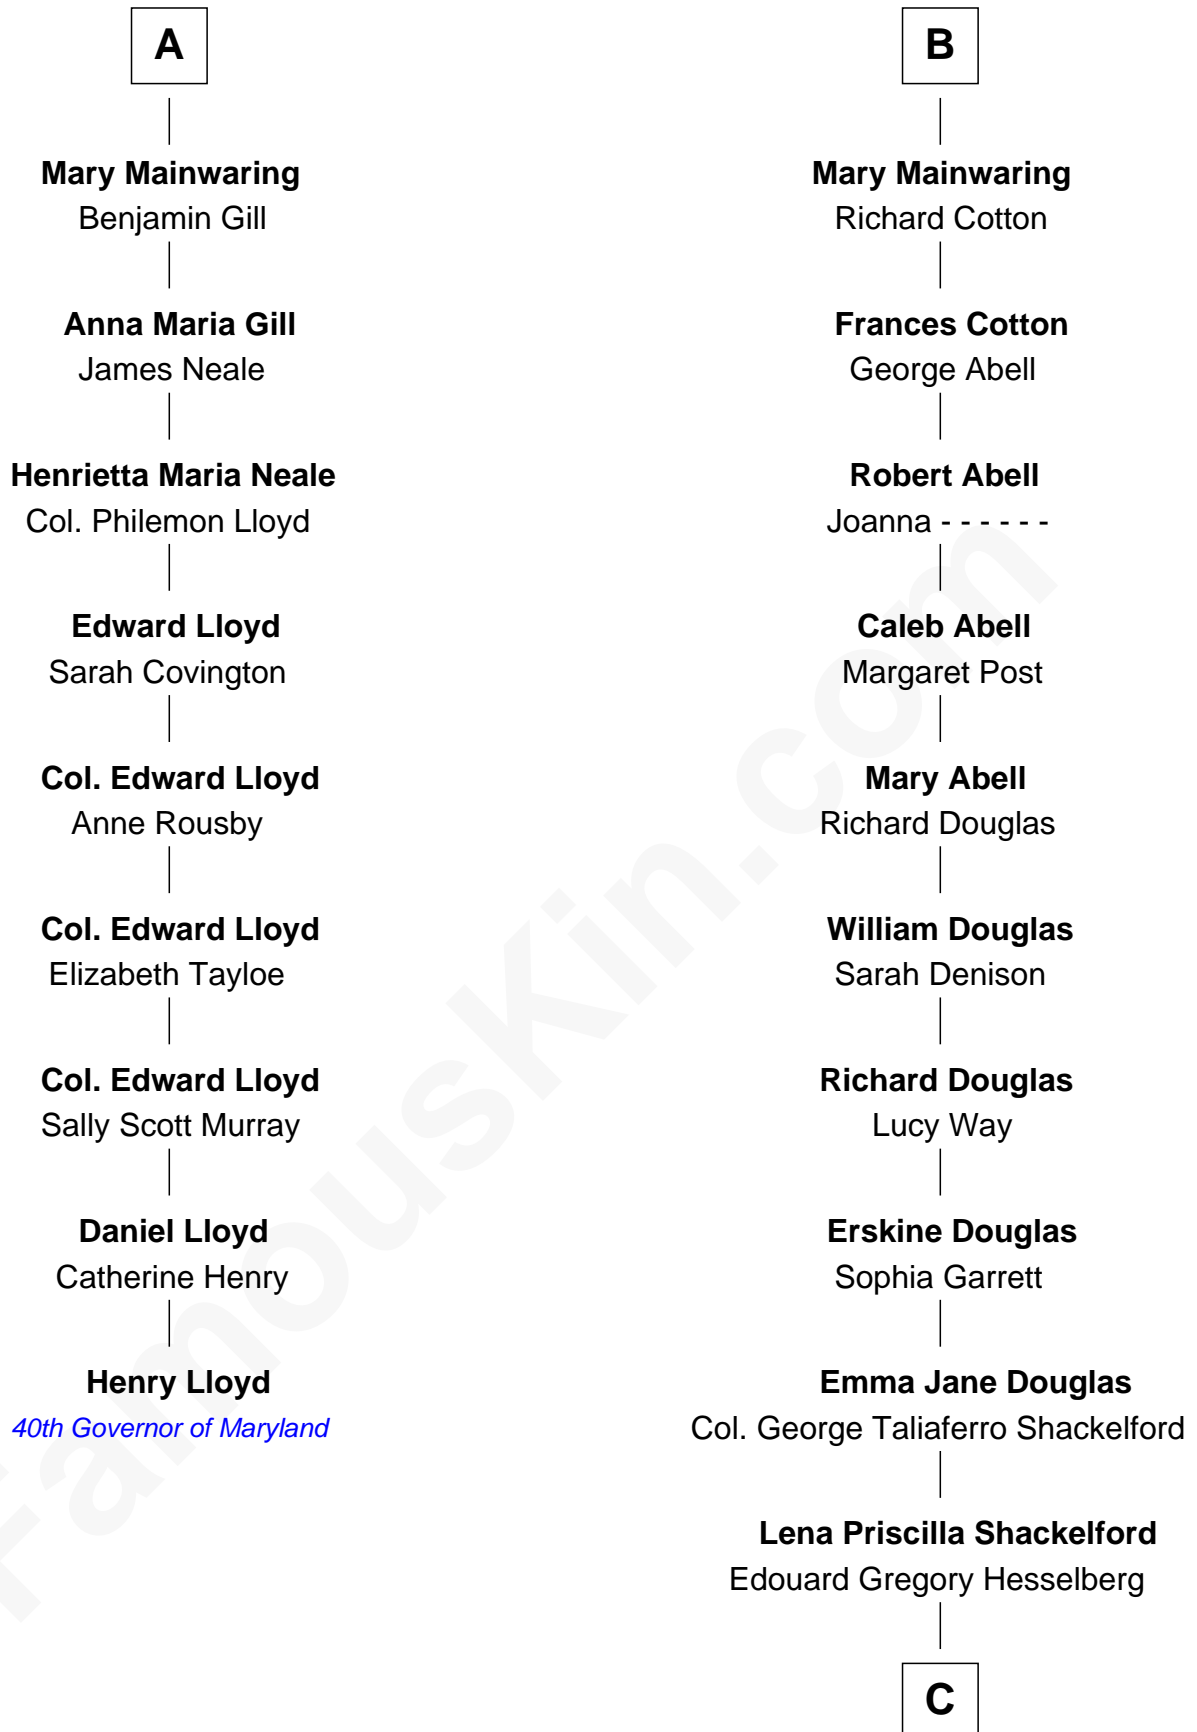 A
Mary Mainwaring
Benjamin Gill
Anna Maria Gill
James Neale
Henrietta Maria Neale
Col. Philemon Lloyd
Edward Lloyd
Sarah Covington
Col. Edward Lloyd
Anne Rousby
Col. Edward Lloyd
Elizabeth Tayloe
Col. Edward Lloyd
Sally Scott Murray
Daniel Lloyd
Catherine Henry
Henry Lloyd
40th Governor of Maryland
B
Mary Mainwaring
Richard Cotton
Frances Cotton
George Abell
Robert Abell
Joanna - - - - - -
Caleb Abell
Margaret Post
Mary Abell
Richard Douglas
William Douglas
Sarah Denison
Richard Douglas
Lucy Way
Erskine Douglas
Sophia Garrett
Emma Jane Douglas
Col. George Taliaferro Shackelford
Lena Priscilla Shackelford
Edouard Gregory Hesselberg
C
FamousKin.com